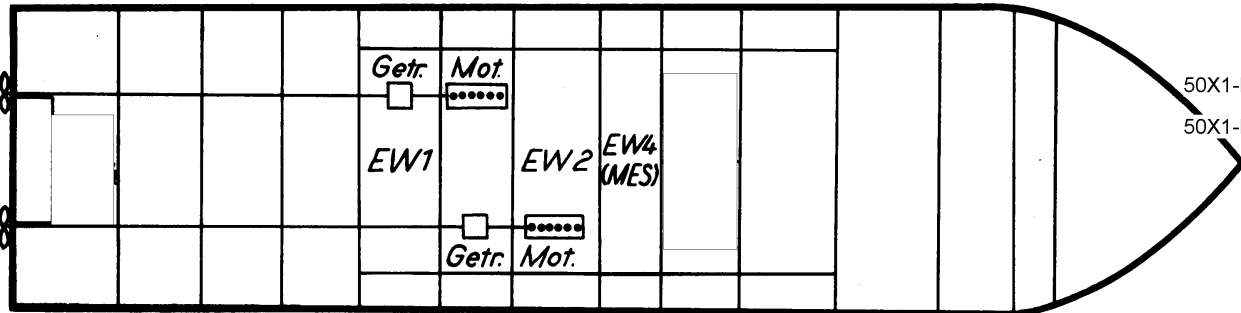 Getr. Mot.
50X1-
50X1-
EW1 EW2 EW4
(MES)
Getr. Mot.